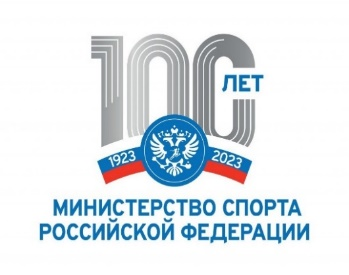 100 ЛЕТ
1923 2023
МИНИСТЕРСТВО СПОРТА
РОССИЙСКОЙ ФЕДЕРАЦИИ